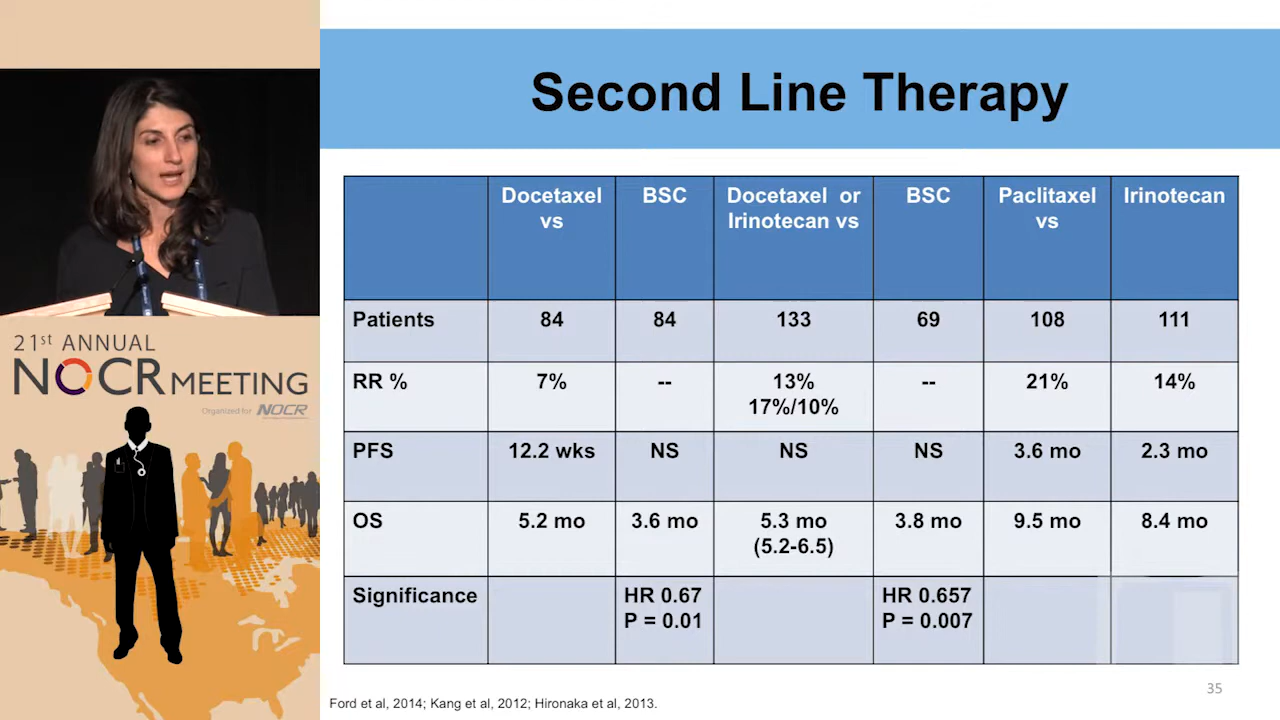 Second Line Therapy
Docetaxel vs BSC Docetaxel or Irinotecan vs BSC Paclitaxel vs Irinotecan
Patients 84 84 133 69 108 111
RR % 7% -- 13% 17%/10% -- 21% 14%
PFS 12.2 wks NS NS NS 3.6 mo 2.3 mo
OS 5.2 mo 3.6 mo 5.3 mo (5.2-6.5) 3.8 mo 9.5 mo 8.4 mo
Significance HR 0.67 P = 0.01 HR 0.657 P = 0.007
Ford et al, 2014; Kang et al, 2012; Hironaka et al, 2013.
35
21st ANNUAL
NOCR MEETING
Organized for NOCR